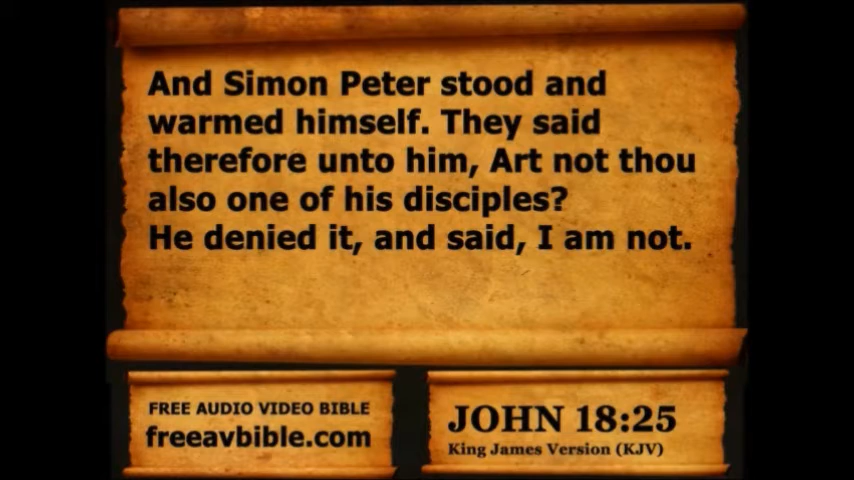 And Simon Peter stood and
warmed himself. They said
therefore unto him, Art not thou
also one of his disciples?
He denied it, and said, I am not.
FREE AUDIO VIDEO BIBLE
freeavbible.com
JOHN 18:25
King James Version (KJV)